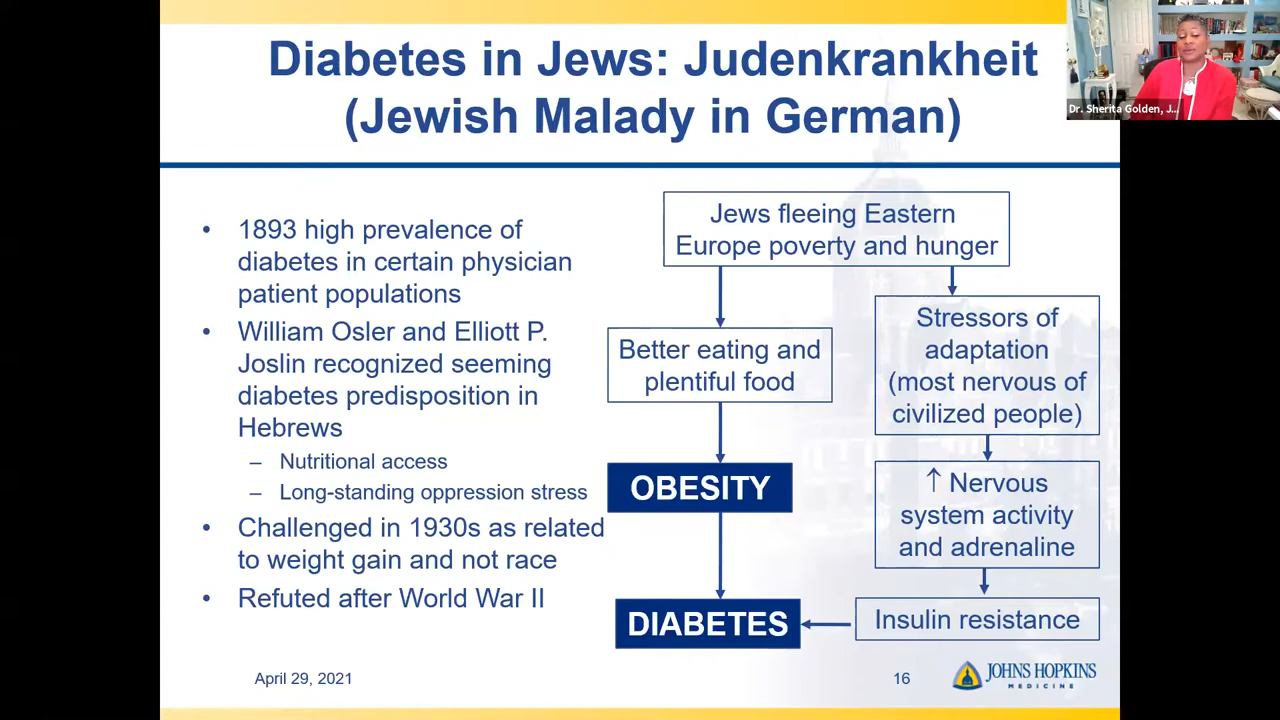 Diabetes in Jews: Judenkrankheit
(Jewish Malady in German)
Dr. Sherita Golden, J...
• 1893 high prevalence of
diabetes in certain physician
patient populations
• William Osler and Elliott P.
Joslin recognized seeming
diabetes predisposition in
Hebrews
– Nutritional access
– Long-standing oppression stress
• Challenged in 1930s as related
to weight gain and not race
• Refuted after World War II
Jews fleeing Eastern
Europe poverty and hunger
Better eating and
plentiful food
OBESITY
DIABETES
Stressors of
adaptation
(most nervous of
civilized people)
↑ Nervous
system activity
and adrenaline
Insulin resistance
April 29, 2021
16
JOHNS HOPKINS
MEDICINE